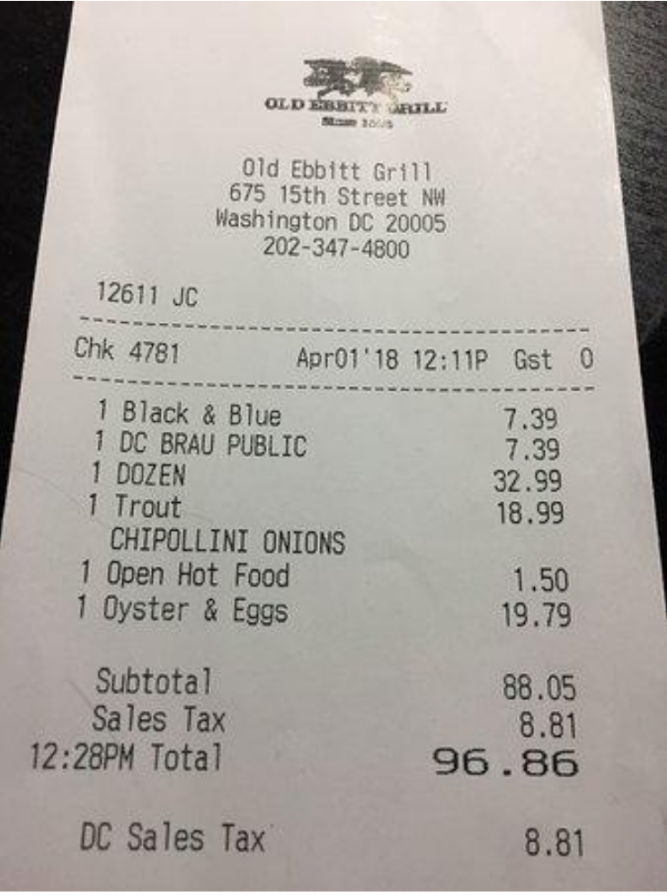 OLD EBBITT GRILL
Old Ebbitt Grill
675 15th Street NW
Washington DC 20005
202-347-4800
12611 JC
Chk 4781 Apr01'18 12:11P Gst 0
1 Black & Blue 7.39
1 DC BRAU PUBLIC 7.39
1 DOZEN 32.99
1 Trout 18.99
CHIPOLLINI ONIONS
1 Open Hot Food 1.50
1 Oyster & Eggs 19.79
Subtotal 88.05
Sales Tax 8.81
12:28PM Total 96.86
DC Sales Tax 8.81